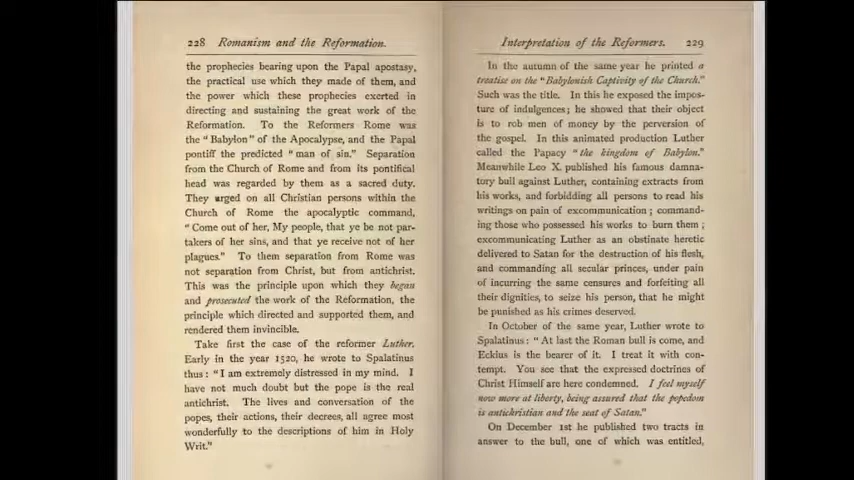 228 Romanism and the Reformation.
the prophecies bearing upon the Papal apostasy,
the practical use which they made of them, and
the power which these prophecies exerted in
directing and sustaining the great work of the
Reformation. To the Reformers Rome was
the "Babylon" of the Apocalypse, and the Papal
pontiff the predicted "man of sin." Separation
from the Church of Rome and from its pontifical
head was regarded by them as a sacred duty.
They urged on all Christian persons within the
Church of Rome the apocalyptic command,
"Come out of her, My people, that ye be not par-
takers of her sins, and that ye receive not of her
plagues." To them separation from Rome was
not separation from Christ, but from antichrist.
This was the principle upon which they began
and prosecuted the work of the Reformation, the
principle which directed and supported them, and
rendered them invincible.
Take first the case of the reformer Luther.
Early in the year 1520, he wrote to Spalatinus
thus: "I am extremely distressed in my mind. I
have not much doubt but the pope is the real
antichrist. The lives and conversation of the
popes, their actions, their decrees, all agree most
wonderfully to the descriptions of him in Holy
Writ."
Interpretation of the Reformers. 229
In the autumn of the same year he printed a
treatise on the "Babylonish Captivity of the Church."
Such was the title. In this he exposed the impos-
ture of indulgences; he showed that their object
is to rob men of money by the perversion of
the gospel. In this animated production Luther
called the Papacy "the kingdom of Babylon."
Meanwhile Leo X. published his famous damna-
tory bull against Luther, containing extracts from
his works, and forbidding all persons to read his
writings on pain of excommunication; command-
ing those who possessed his works to burn them;
excommunicating Luther as an obstinate heretic
delivered to Satan for the destruction of his flesh,
and commanding all secular princes, under pain
of incurring the same censures and forfeiting all
their dignities, to seize his person, that he might
be punished as his crimes deserved.
In October of the same year, Luther wrote to
Spalatinus: "At last the Roman bull is come, and
Eckius is the bearer of it. I treat it with con-
tempt. You see that the expressed doctrines of
Christ Himself are here condemned. I feel myself
now more at liberty, being assured that the popedom
is antichristian and the seat of Satan."
On December 1st he published two tracts in
answer to the bull, one of which was entitled,